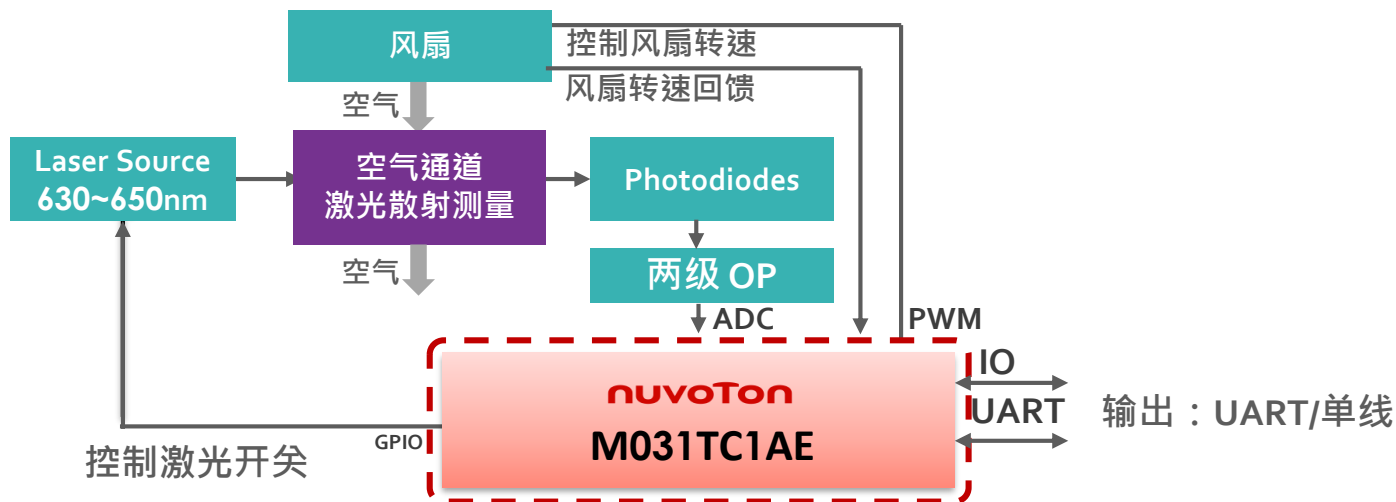 风扇
控制风扇转速
风扇转速回馈
空气
Laser Source
630~650nm
空气通道
激光散射测量
Photodiodes
空气
两级 OP
ADC
PWM
IO
nuvoTon
UART
输出：UART/单线
GPIO
M031TC1AE
控制激光开关